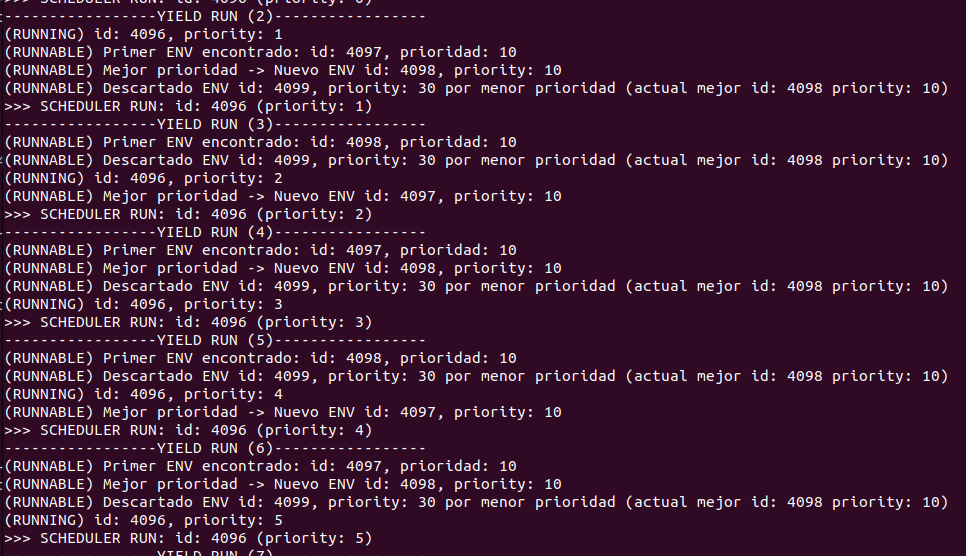 >>> SCHEDULER RUN: id: 4096 (priority: 0)
-----------------YIELD RUN (2)-----------------
(RUNNING) id: 4096, priority: 1
(RUNNABLE) Primer ENV encontrado: id: 4097, prioridad: 10
(RUNNABLE) Mejor prioridad -> Nuevo ENV id: 4098, priority: 10
(RUNNABLE) Descartado ENV id: 4099, priority: 30 por menor prioridad (actual mejor id: 4098 priority: 10)
>>> SCHEDULER RUN: id: 4096 (priority: 1)
-----------------YIELD RUN (3)-----------------
(RUNNABLE) Primer ENV encontrado: id: 4098, prioridad: 10
(RUNNABLE) Descartado ENV id: 4099, priority: 30 por menor prioridad (actual mejor id: 4098 priority: 10)
(RUNNING) id: 4096, priority: 2
(RUNNABLE) Mejor prioridad -> Nuevo ENV id: 4097, priority: 10
>>> SCHEDULER RUN: id: 4096 (priority: 2)
-----------------YIELD RUN (4)-----------------
(RUNNABLE) Primer ENV encontrado: id: 4097, prioridad: 10
(RUNNABLE) Mejor prioridad -> Nuevo ENV id: 4098, priority: 10
(RUNNABLE) Descartado ENV id: 4099, priority: 30 por menor prioridad (actual mejor id: 4098 priority: 10)
(RUNNING) id: 4096, priority: 3
>>> SCHEDULER RUN: id: 4096 (priority: 3)
-----------------YIELD RUN (5)-----------------
(RUNNABLE) Primer ENV encontrado: id: 4098, prioridad: 10
(RUNNABLE) Descartado ENV id: 4099, priority: 30 por menor prioridad (actual mejor id: 4098 priority: 10)
(RUNNING) id: 4096, priority: 4
(RUNNABLE) Mejor prioridad -> Nuevo ENV id: 4097, priority: 10
>>> SCHEDULER RUN: id: 4096 (priority: 4)
-----------------YIELD RUN (6)-----------------
(RUNNABLE) Primer ENV encontrado: id: 4097, prioridad: 10
(RUNNABLE) Mejor prioridad -> Nuevo ENV id: 4098, priority: 10
(RUNNABLE) Descartado ENV id: 4099, priority: 30 por menor prioridad (actual mejor id: 4098 priority: 10)
(RUNNING) id: 4096, priority: 5
>>> SCHEDULER RUN: id: 4096 (priority: 5)
-----------------YIELD RUN (7)-----------------